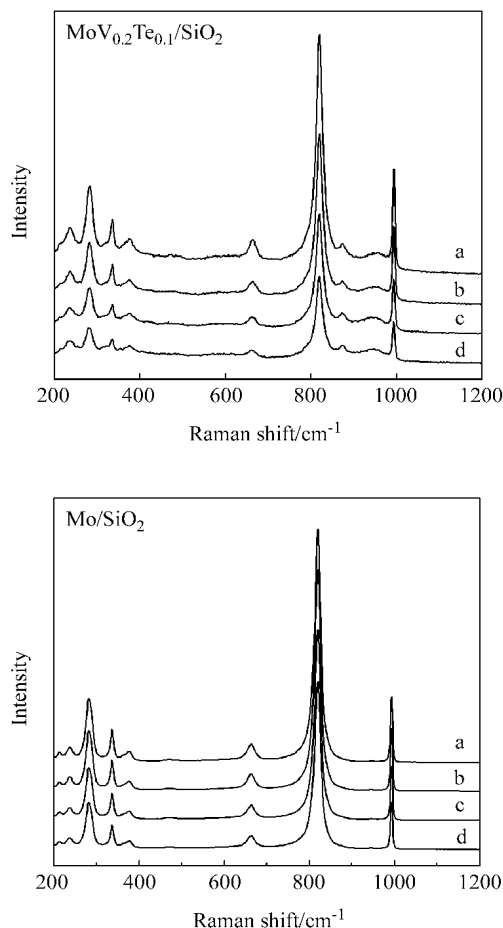 MoV0.2Te0.1/SiO2
Intensity
a
b
c
d
200 400 600 800 1000 1200
Raman shift/cm-1
Mo/SiO2
Intensity
a
b
c
d
200 400 600 800 1000 1200
Raman shift/cm-1